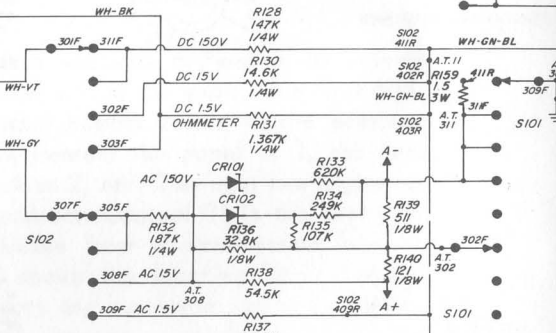 WH-BK
R128
147K
1/4W
S102
411R
301F
311F
DC 150V
WH-GN-BL
R130
14.6K
1/4W
DC 15V
S102
402R
A.T. 11
R159
1.5
3W
411R
309F
WH-VT
WH-GN-BL
311F
302F
DC 1.5V
OHMMETER
R131
1.367K
1/4W
S102
403R
A.T.
311
S101
303F
WH-GY
CR101
R133
620K
A-
AC 150V
CR102
R134
249K
307F
305F
R132
187K
1/4W
R136
32.8K
1/8W
R135
107K
R139
511
1/8W
302F
S102
A.T.
302
308F
AC 15V
A.T.
308
R138
54.5K
R140
121
1/8W
A+
309F
AC 1.5V
S102
409R
S101
R137